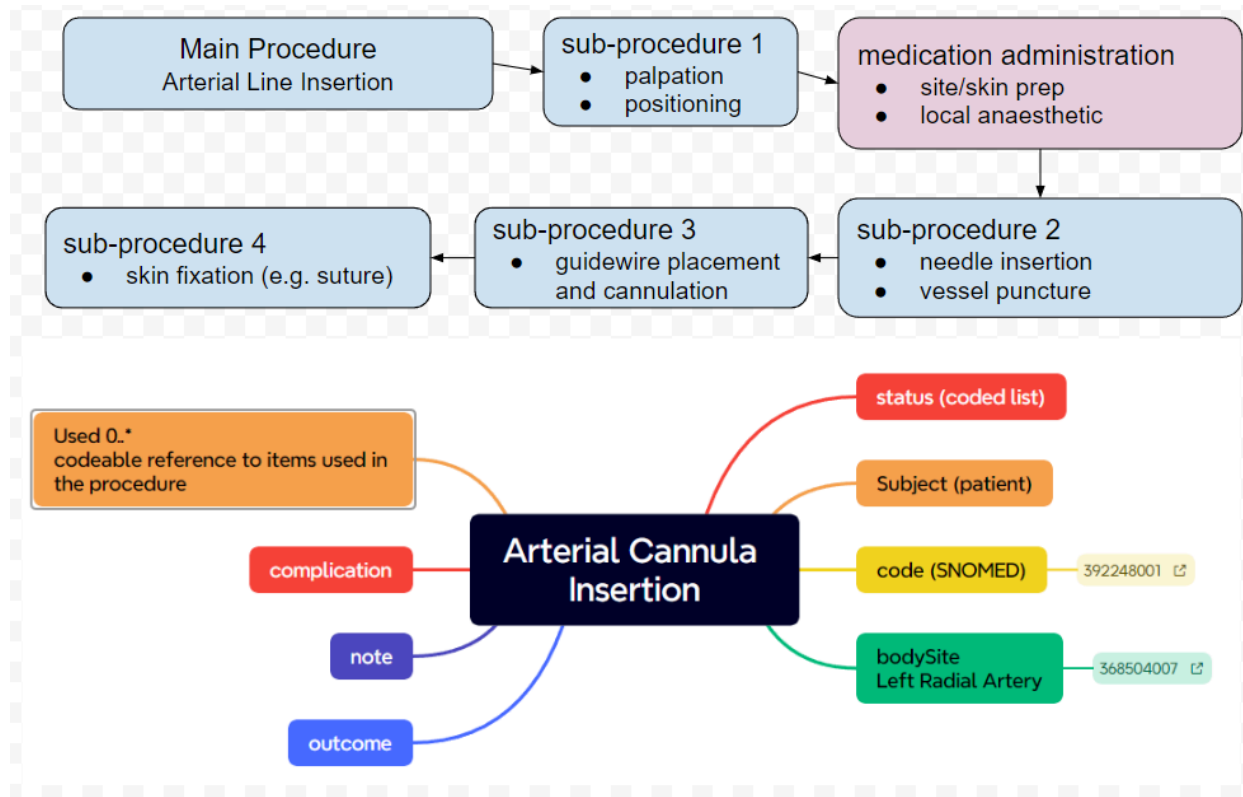 Main Procedure
Arterial Line Insertion
sub-procedure 1
● palpation
● positioning
medication administration
● site/skin prep
● local anaesthetic
sub-procedure 4
● skin fixation (e.g. suture)
sub-procedure 3
● guidewire placement
and cannulation
sub-procedure 2
● needle insertion
● vessel puncture
Used 0..*
codeable reference to items used in
the procedure
complication
note
outcome
Arterial Cannula
Insertion
status (coded list)
Subject (patient)
code (SNOMED)
392248001
bodySite
Left Radial Artery
368504007